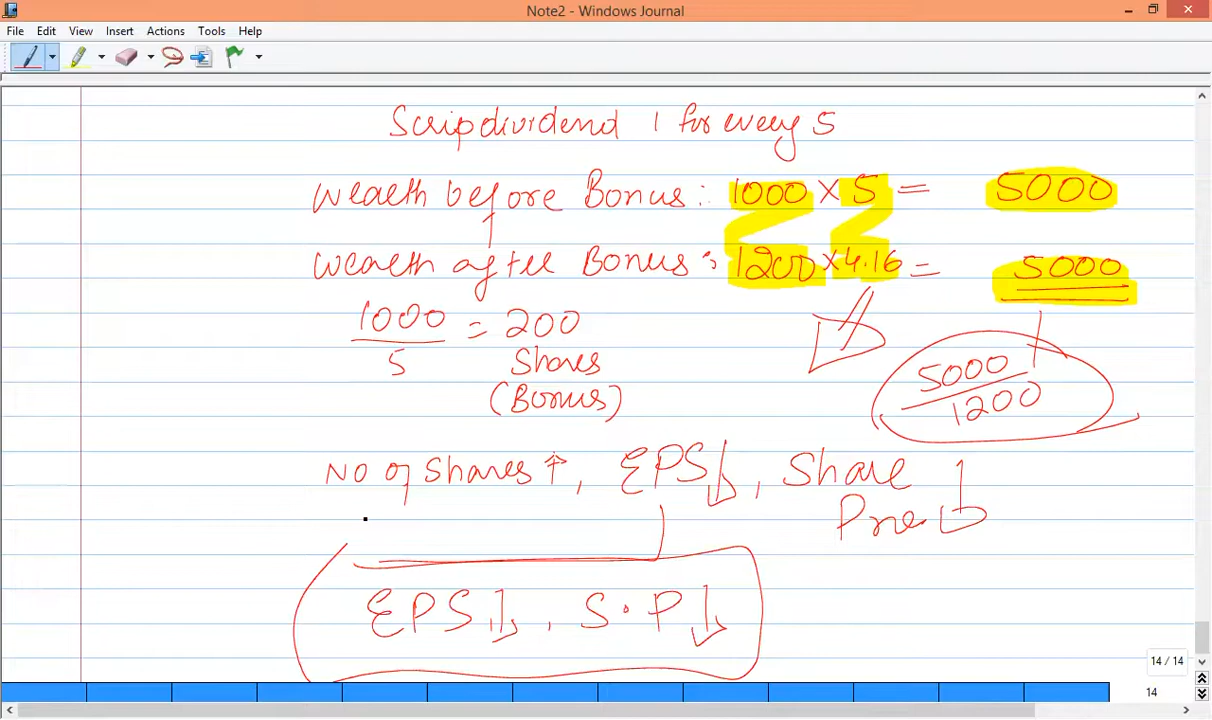 Note2 - Windows Journal
File Edit View Insert Actions Tools Help
Scripdividend 1 for every 5
Wealth before Bonus: 1000 × 5 = 5000
Wealth after Bonus: 1200 × 4.16 = 5000
1000 = 200
5 Shares
(Bonus)
5000
1200
No of Shares ↑, EPS↓, Share ↓
Price
EPS↓, S.P↓
14 / 14
14